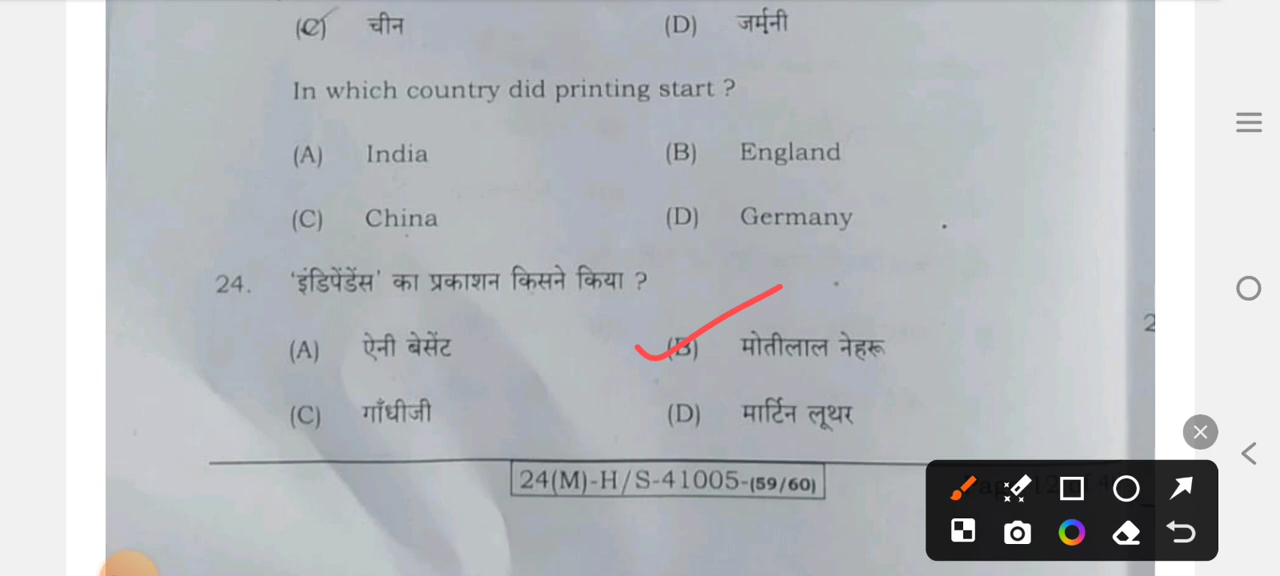 (C) चीन (D) जर्मनी
In which country did printing start ?
(A) India (B) England
(C) China (D) Germany
24. 'इंडिपेंडेंस' का प्रकाशन किसने किया ?
(A) ऐनी बेसेंट (B) मोतीलाल नेहरू
(C) गाँधीजी (D) मार्टिन लूथर
24(M)-H/S-41005-(59/60)
2